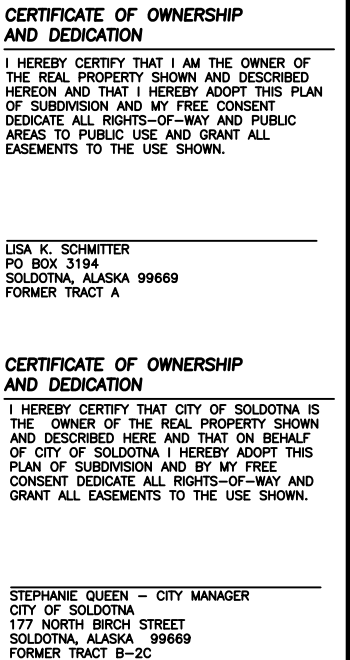 CERTIFICATE OF OWNERSHIP
AND DEDICATION
I HEREBY CERTIFY THAT I AM THE OWNER OF
THE REAL PROPERTY SHOWN AND DESCRIBED
HEREON AND THAT I HEREBY ADOPT THIS PLAN
OF SUBDIVISION AND MY FREE CONSENT
DEDICATE ALL RIGHTS-OF-WAY AND PUBLIC
AREAS TO PUBLIC USE AND GRANT ALL
EASEMENTS TO THE USE SHOWN.
LISA K. SCHMITTER
PO BOX 3194
SOLDOTNA, ALASKA 99669
FORMER TRACT A
CERTIFICATE OF OWNERSHIP
AND DEDICATION
I HEREBY CERTIFY THAT CITY OF SOLDOTNA IS
THE OWNER OF THE REAL PROPERTY SHOWN
AND DESCRIBED HERE AND THAT ON BEHALF
OF CITY OF SOLDOTNA I HEREBY ADOPT THIS
PLAN OF SUBDIVISION AND BY MY FREE
CONSENT DEDICATE ALL RIGHTS-OF-WAY AND
GRANT ALL EASEMENTS TO THE USE SHOWN.
STEPHANIE QUEEN - CITY MANAGER
CITY OF SOLDOTNA
177 NORTH BIRCH STREET
SOLDOTNA, ALASKA 99669
FORMER TRACT B-2C